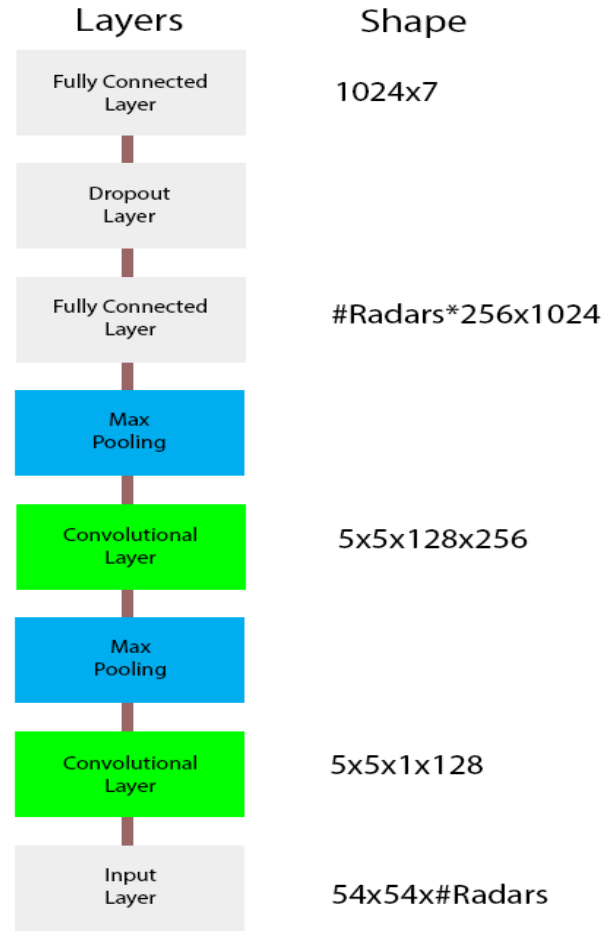 Layers Shape
Fully Connected
Layer
1024x7
Dropout
Layer
Fully Connected
Layer
#Radars*256x1024
Max
Pooling
Convolutional
Layer
5x5x128x256
Max
Pooling
Convolutional
Layer
5x5x1x128
Input
Layer
54x54x#Radars